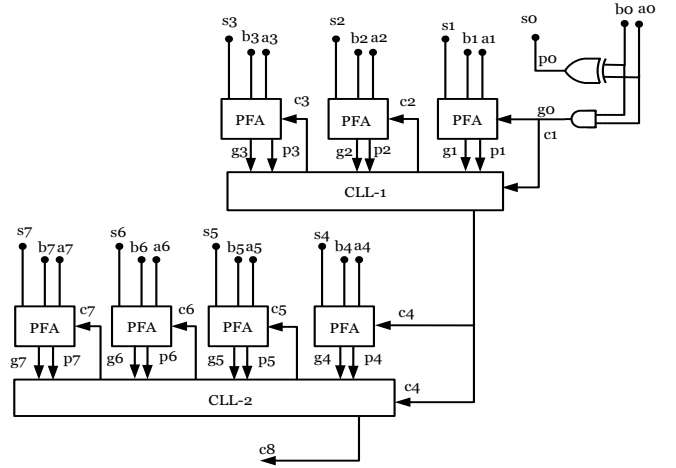 s3 s2 s1 s0 b0 a0
b3 a3 b2 a2 b1 a1
p0
c3 c2 g0
PFA PFA PFA
c1
g3 p3 g2 p2 g1 p1
CLL-1
s7 s6 s5 s4
b7 a7 b6 a6 b5 a5 b4 a4
c7 c6 c5 c4
PFA PFA PFA PFA
g7 p7 g6 p6 g5 p5 g4 p4
c4
CLL-2
c8